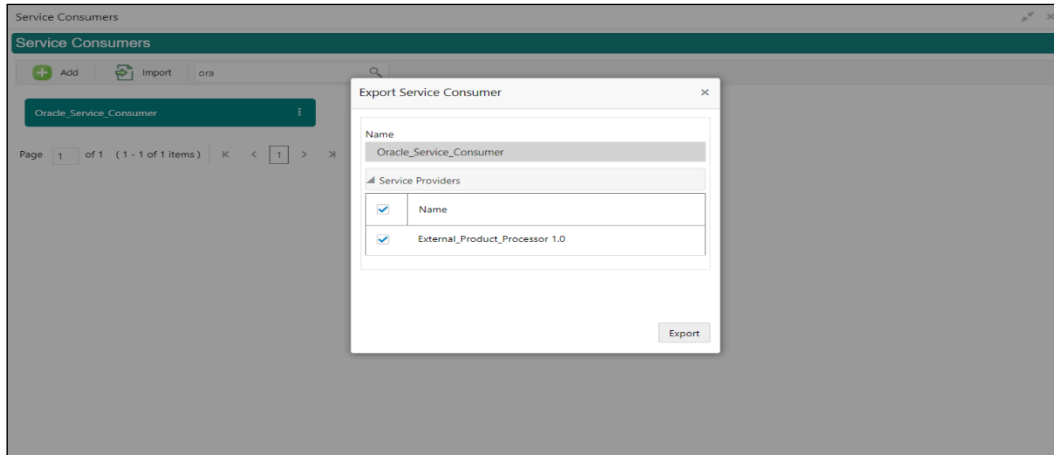 Service Consumers
Service Consumers
Add Import ora
Oracle_Service_Consumer
Page 1 of 1 (1 - 1 of 1 items) K < 1 > >|
Export Service Consumer ×
Name
Oracle_Service_Consumer
Service Providers
Name
External_Product_Processor 1.0
Export